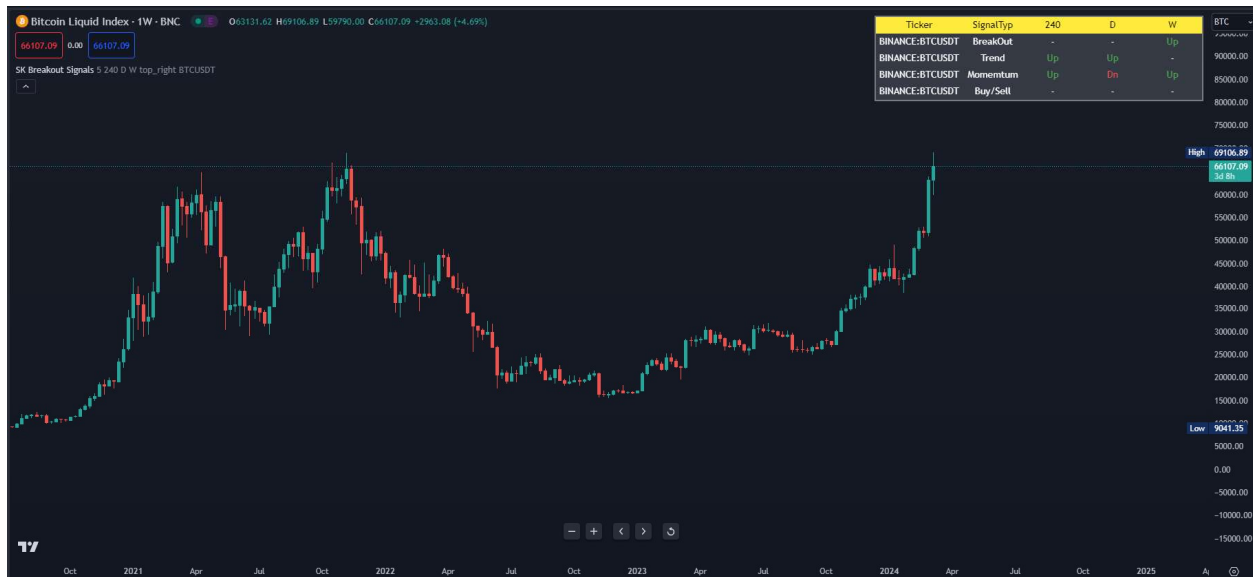 Bitcoin Liquid Index · 1W · BNC O63131.62 H69106.89 L59790.00 C66107.09 +2963.08 (+4.69%)
66107.09 0.00 66107.09
SK Breakout Signals 5 240 D W top_right BTCUSDT
Ticker SignalTyp 240 D W
BINANCE:BTCUSDT BreakOut - - Up
BINANCE:BTCUSDT Trend Up Up -
BINANCE:BTCUSDT Momemtum Up Dn Up
BINANCE:BTCUSDT Buy/Sell - - -
BTC
90000.00
85000.00
80000.00
75000.00
High 69106.89
66107.09
3d 8h
60000.00
55000.00
50000.00
45000.00
40000.00
35000.00
30000.00
25000.00
20000.00
15000.00
Low 9041.35
5000.00
0.00
−5000.00
−10000.00
−15000.00
Oct 2021 Apr Jul Oct 2022 Apr Jul Oct 2023 Apr Jul Oct 2024 Apr Jul Oct 2025